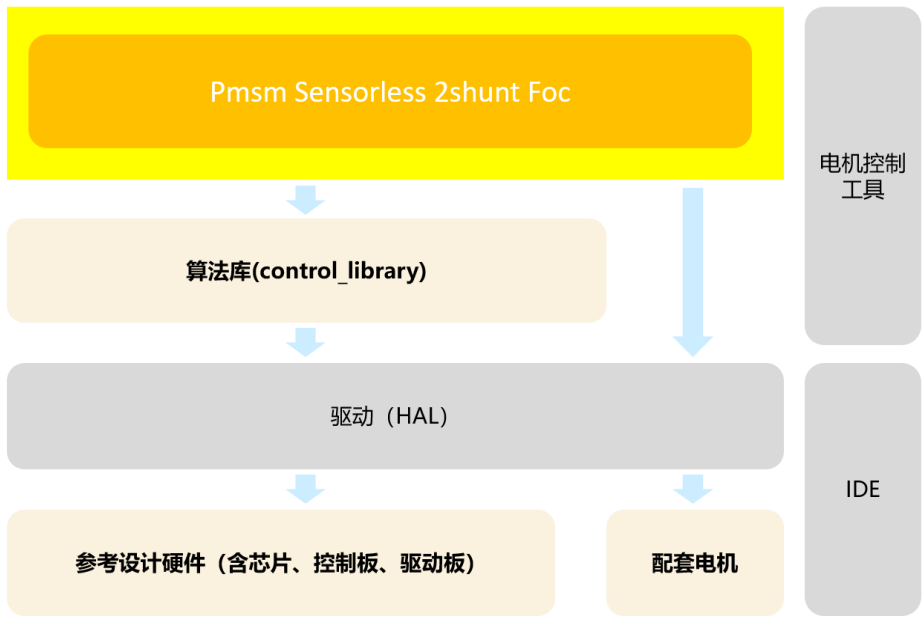 Pmsm Sensorless 2shunt Foc
电机控制
工具
算法库(control_library)
驱动（HAL）
IDE
参考设计硬件（含芯片、控制板、驱动板）
配套电机